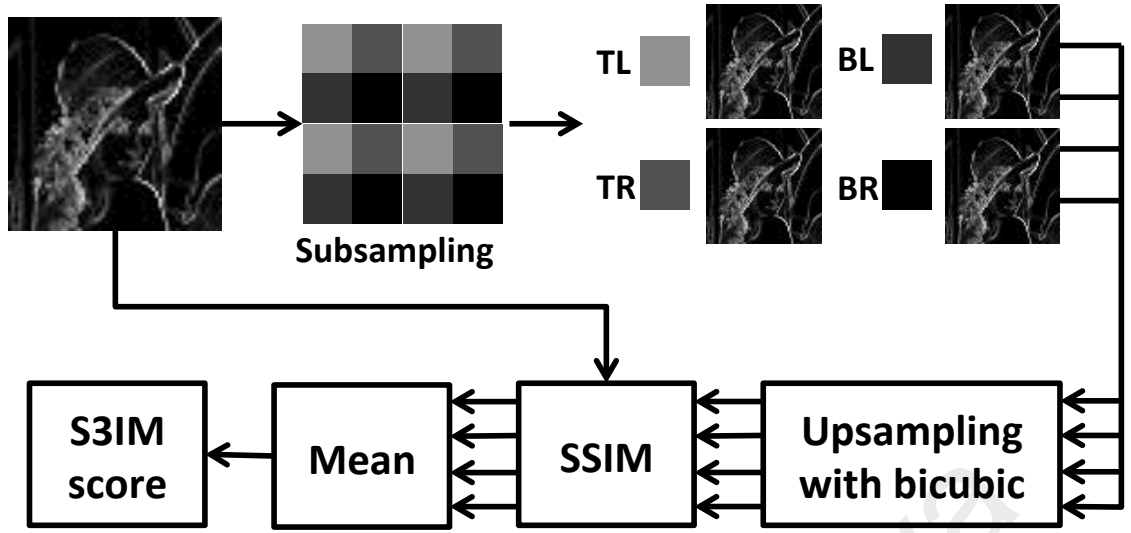 TL
BL
TR
BR
Subsampling
S3IM
score
Mean
SSIM
Upsampling
with bicubic